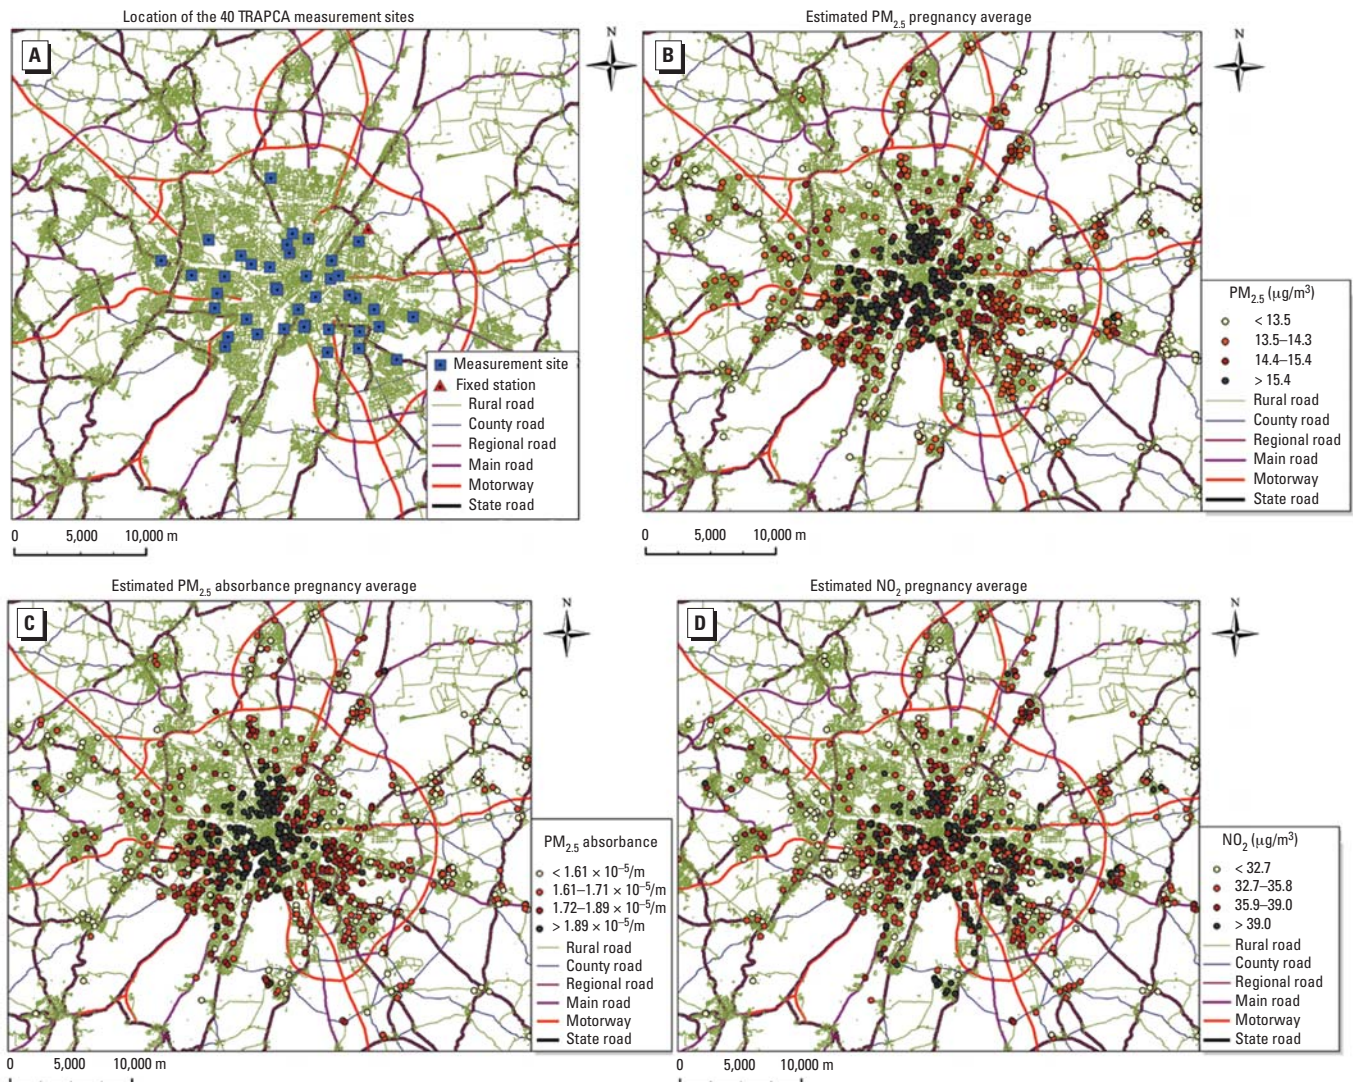 Location of the 40 TRAPCA measurement sites
A
N
Measurement site
Fixed station
Rural road
County road
Regional road
Main road
Motorway
State road
0 5,000 10,000 m
Estimated PM2.5 pregnancy average
B
N
PM2.5 (μg/m³)
< 13.5
13.5–14.3
14.4–15.4
> 15.4
Rural road
County road
Regional road
Main road
Motorway
State road
0 5,000 10,000 m
Estimated PM2.5 absorbance pregnancy average
C
N
PM2.5 absorbance
< 1.61 × 10⁻⁵/m
1.61–1.71 × 10⁻⁵/m
1.72–1.89 × 10⁻⁵/m
> 1.89 × 10⁻⁵/m
Rural road
County road
Regional road
Main road
Motorway
State road
0 5,000 10,000 m
Estimated NO2 pregnancy average
D
N
NO2 (μg/m³)
< 32.7
32.7–35.8
35.9–39.0
> 39.0
Rural road
County road
Regional road
Main road
Motorway
State road
0 5,000 10,000 m